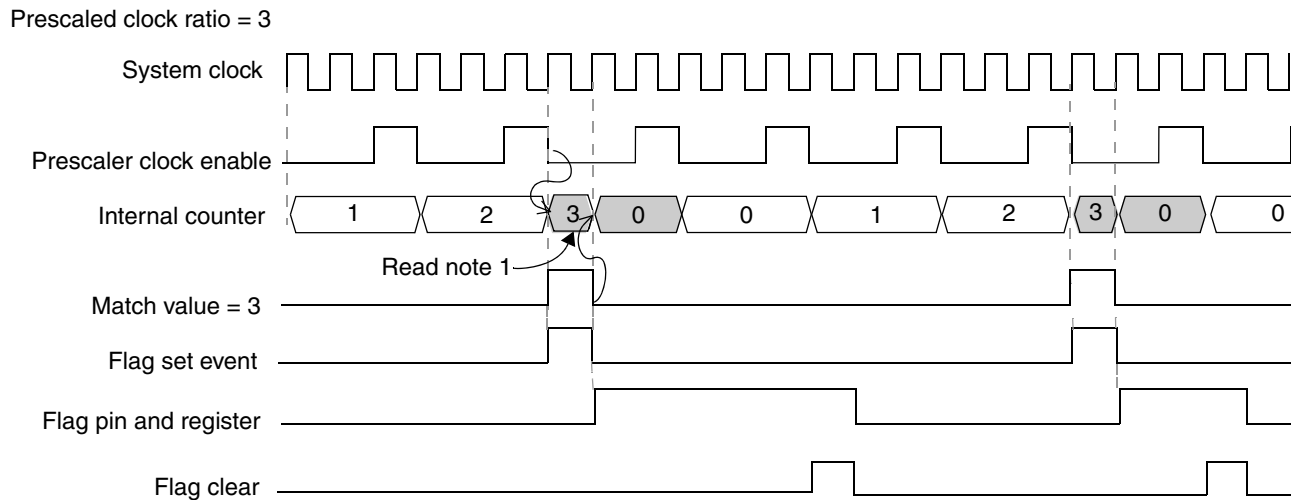 Prescaled clock ratio = 3
System clock
Prescaler clock enable
Internal counter
1 2 3 0 0 1 2 3 0 0
Read note 1
Match value = 3
Flag set event
Flag pin and register
Flag clear